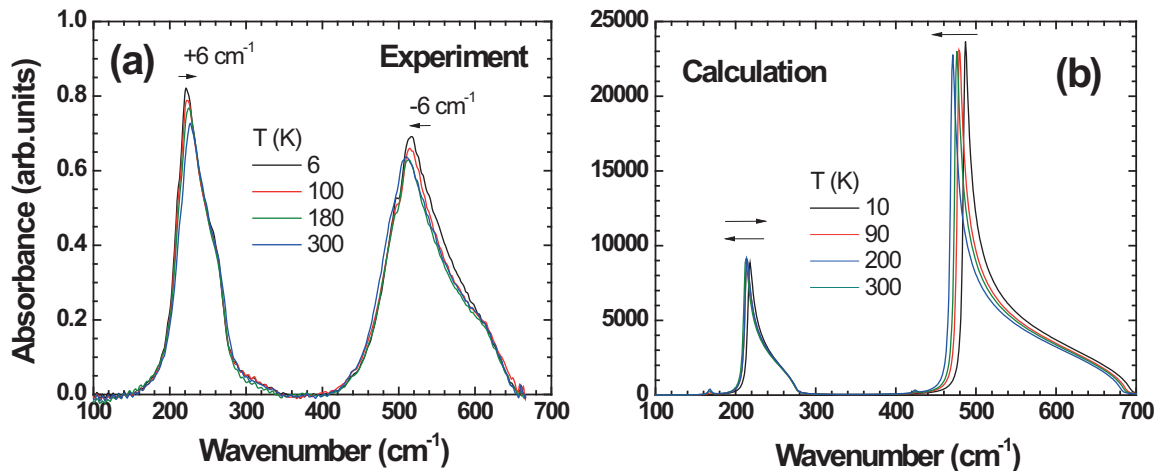 (a)
+6 cm⁻¹
Experiment
-6 cm⁻¹
T (K)
6
100
180
300
1.0
0.8
0.6
0.4
0.2
0.0
100 200 300 400 500 600 700
Absorbance (arb.units)
Wavenumber (cm⁻¹)
(b)
Calculation
T (K)
10
90
200
300
25000
20000
15000
10000
5000
0
100 200 300 400 500 600 700
Wavenumber (cm⁻¹)